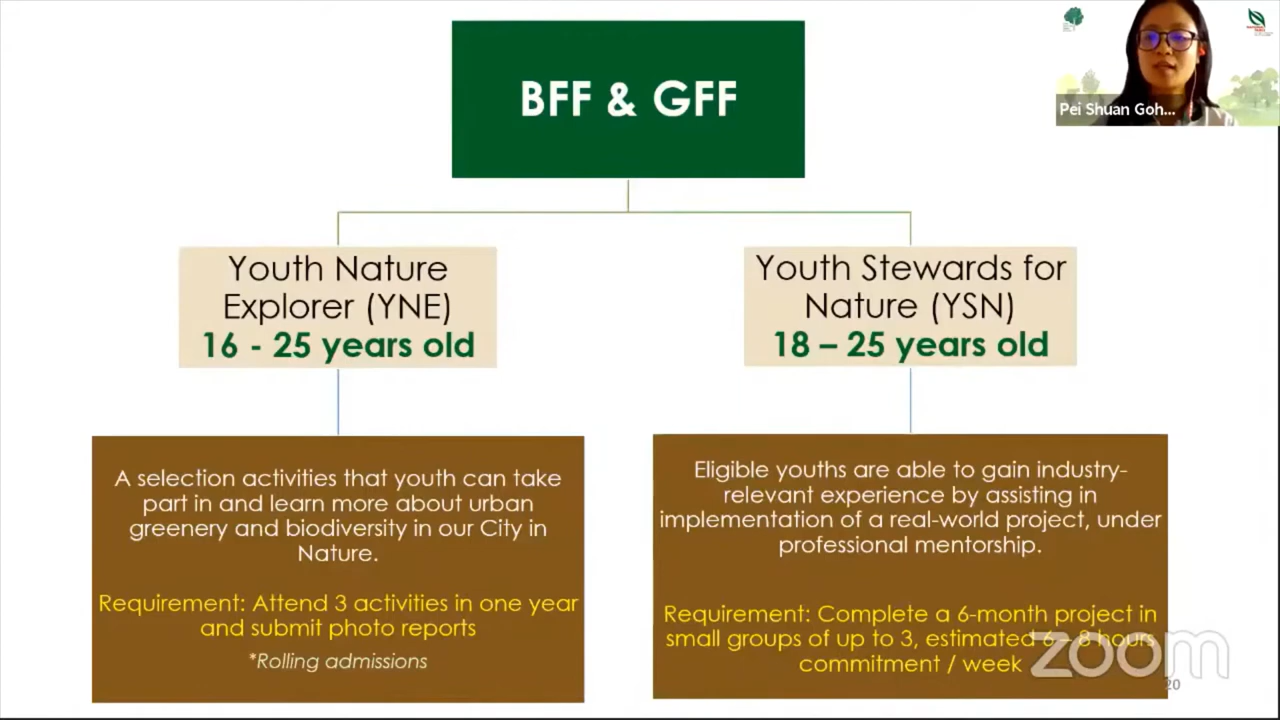 BFF & GFF
Pei Shuan Goh...
Youth Nature
Explorer (YNE)
16 - 25 years old
Youth Stewards for
Nature (YSN)
18 – 25 years old
A selection activities that youth can take
part in and learn more about urban
greenery and biodiversity in our City in
Nature.
Requirement: Attend 3 activities in one year
and submit photo reports
*Rolling admissions
Eligible youths are able to gain industry-
relevant experience by assisting in
implementation of a real-world project, under
professional mentorship.
Requirement: Complete a 6-month project in
small groups of up to 3, estimated 6 – 8 hours
commitment / week
zoom
20